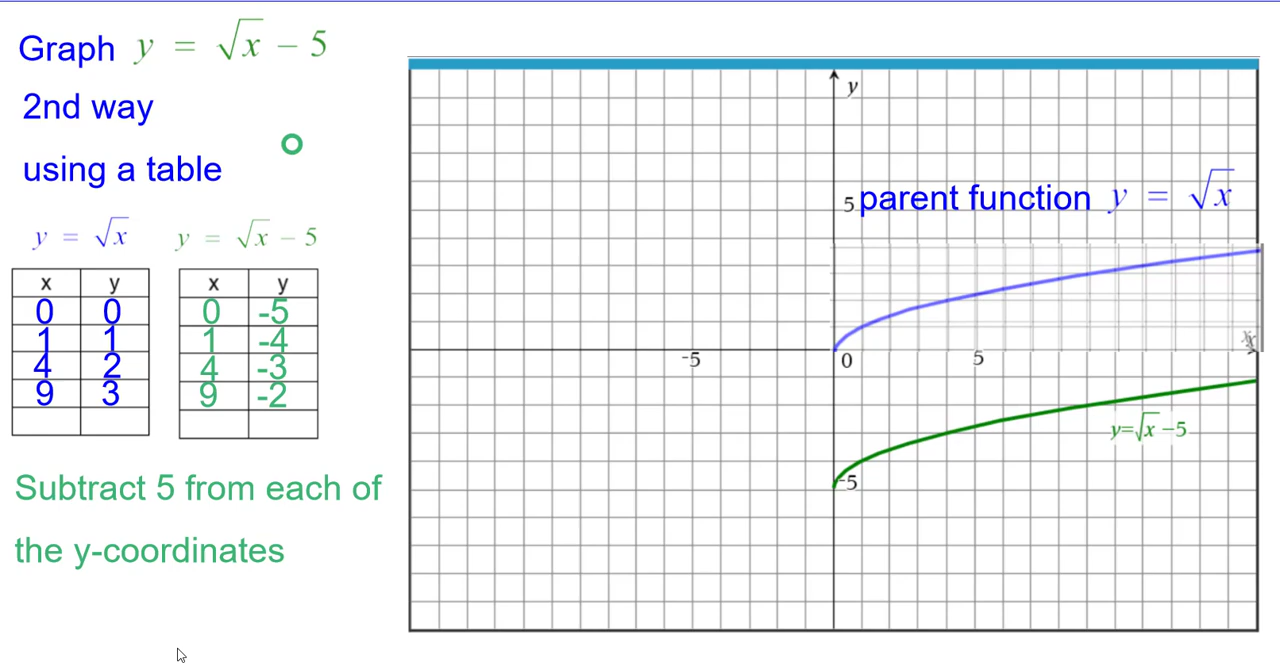 Graph y = √x − 5
2nd way
using a table
y = √x
x y
0 0
1 1
4 2
9 3
y = √x − 5
x y
0 -5
1 -4
4 -3
9 -2
Subtract 5 from each of
the y-coordinates
y
5
parent function y = √x
x
-5
0
5
y=√x −5
-5